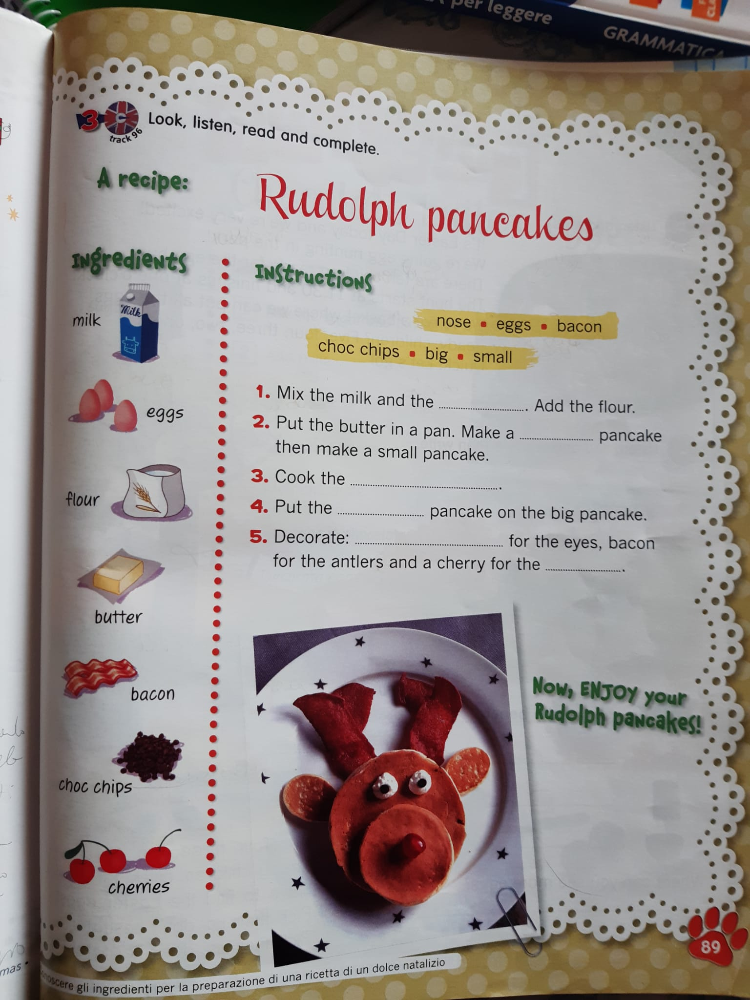 per leggere
GRAMMATICA
3
C
track 96
Look, listen, read and complete.
A recipe:
Rudolph pancakes
Ingredients
Instructions
Milk
milk
nose ▪ eggs ▪ bacon
choc chips ▪ big ▪ small
eggs
1. Mix the milk and the ............................ . Add the flour.
2. Put the butter in a pan. Make a ............................ pancake
then make a small pancake.
3. Cook the ............................ .
flour
4. Put the ............................ pancake on the big pancake.
5. Decorate: ............................ for the eyes, bacon
for the antlers and a cherry for the ............................ .
butter
bacon
Now, ENJOY your
Rudolph pancakes!
choc chips
cherries
89
gli ingredienti per la preparazione di una ricetta di un dolce natalizio